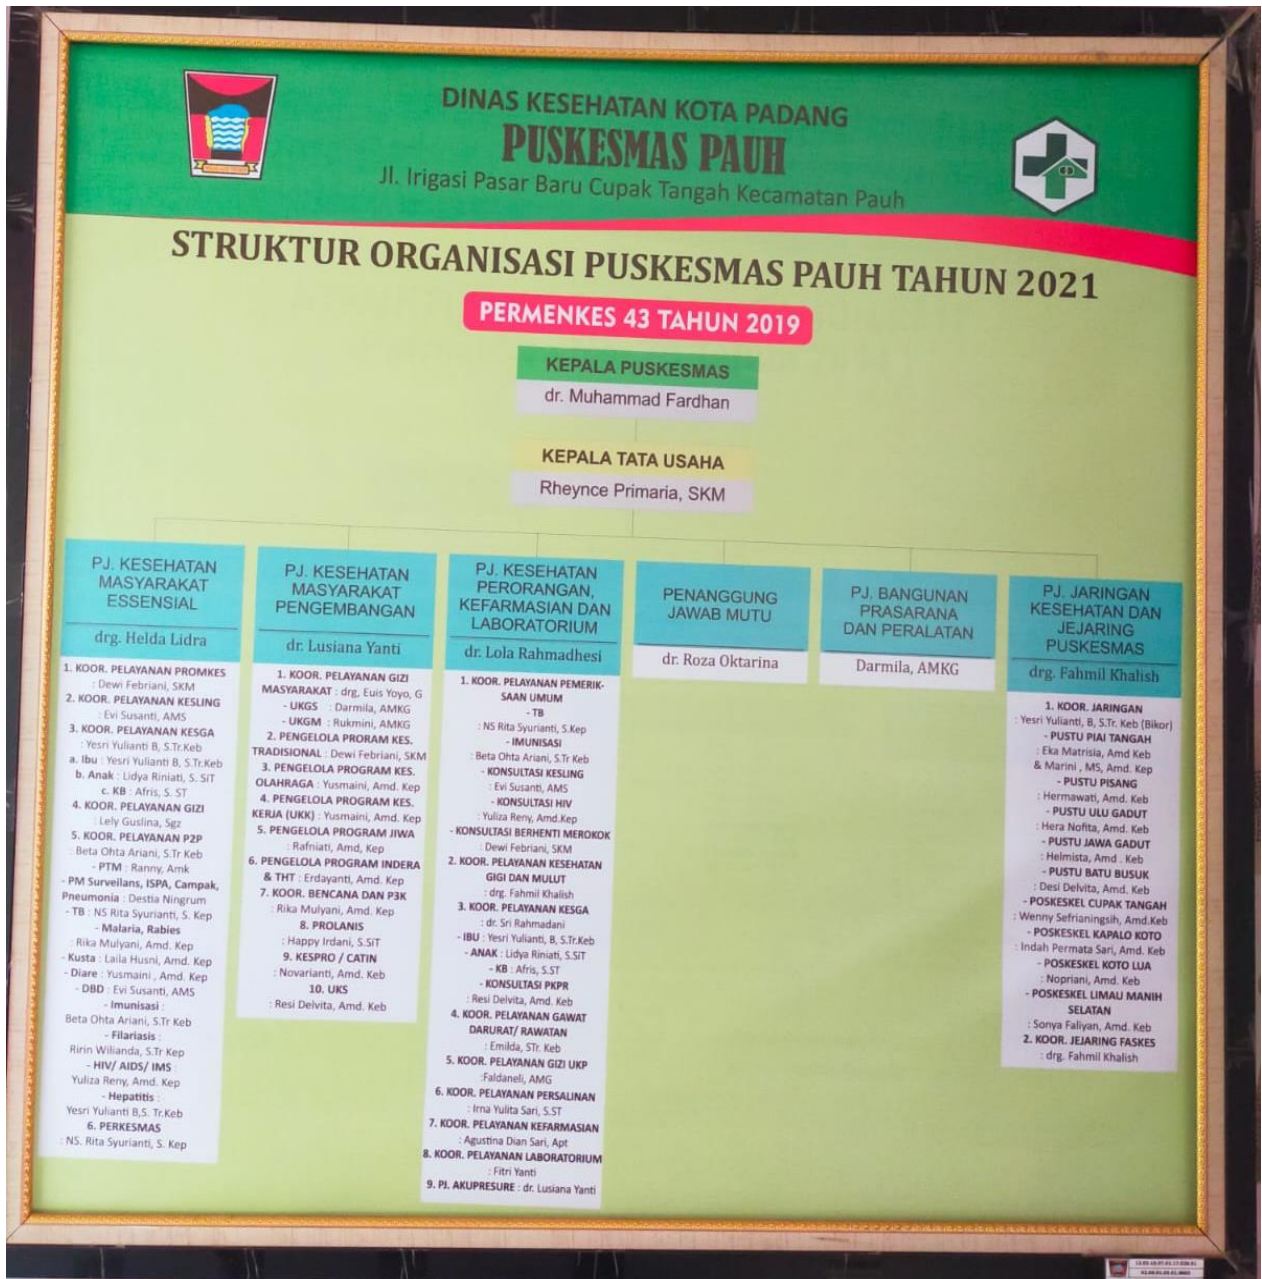 DINAS KESEHATAN KOTA PADANG
PUSKESMAS PAUH
Jl. Irigasi Pasar Baru Cupak Tangah Kecamatan Pauh
STRUKTUR ORGANISASI PUSKESMAS PAUH TAHUN 2021
PERMENKES 43 TAHUN 2019
KEPALA PUSKESMAS
dr. Muhammad Fardhan
KEPALA TATA USAHA
Rheynce Primaria, SKM
PJ. KESEHATAN
MASYARAKAT
ESSENSIAL
drg. Helda Lidra
1. KOOR. PELAYANAN PROMKES
: Dewi Febriani, SKM
2. KOOR. PELAYANAN KESLING
: Evi Susanti, AMS
3. KOOR. PELAYANAN KESGA
: Yesri Yulianti B, S.Tr.Keb
a. Ibu : Yesri Yulianti B, S.Tr.Keb
b. Anak : Lidya Riniati, S. SiT
c. KB : Afris, S. ST
4. KOOR. PELAYANAN GIZI
: Lely Guslina, Sgz
5. KOOR. PELAYANAN P2P
: Beta Ohta Ariani, S.Tr Keb
- PTM : Ranny, Amk
- PM Surveilans, ISPA, Campak,
Pneumonia : Destia Ningrum
- TB : NS Rita Syurianti, S. Kep
- Malaria, Rabies
: Rika Mulyani, Amd. Kep
- Kusta : Laila Husni, Amd. Kep
- Diare : Yusmaini , Amd. Kep
- DBD : Evi Susanti, AMS
- Imunisasi :
Beta Ohta Ariani, S.Tr Keb
- Filariasis :
Ririn Wilianda, S.Tr Kep
- HIV/ AIDS/ IMS :
Yuliza Reny, Amd. Kep
- Hepatitis :
Yesri Yulianti B,S. Tr.Keb
6. PERKESMAS
: NS. Rita Syurianti, S. Kep
PJ. KESEHATAN
MASYARAKAT
PENGEMBANGAN
dr. Lusiana Yanti
1. KOOR. PELAYANAN GIZI
MASYARAKAT : drg, Euis Yoyo, G
- UKGS : Darmila, AMKG
- UKGM : Rukmini, AMKG
2. PENGELOLA PRORAM KES.
TRADISIONAL : Dewi Febriani, SKM
3. PENGELOLA PROGRAM KES.
OLAHRAGA : Yusmaini, Amd. Kep
4. PENGELOLA PROGRAM KES.
KERJA (UKK) : Yusmaini, Amd. Kep
5. PENGELOLA PROGRAM JIWA
: Rafniati, Amd, Kep
6. PENGELOLA PROGRAM INDERA
& THT : Erdayanti, Amd. Kep
7. KOOR. BENCANA DAN P3K
: Rika Mulyani, Amd. Kep
8. PROLANIS
: Happy Irdani, S.SiT
9. KESPRO / CATIN
: Novarianti, Amd. Keb
10. UKS
: Resi Delvita, Amd. Keb
PJ. KESEHATAN
PERORANGAN,
KEFARMASIAN DAN
LABORATORIUM
dr. Lola Rahmadhesi
1. KOOR. PELAYANAN PEMERIK-
SAAN UMUM
- TB
: NS Rita Syurianti, S.Kep
- IMUNISASI
: Beta Ohta Ariani, S.Tr Keb
- KONSULTASI KESLING
: Evi Susanti, AMS
- KONSULTASI HIV
: Yuliza Reny, Amd.Kep
- KONSULTASI BERHENTI MEROKOK
: Dewi Febriani, SKM
2. KOOR. PELAYANAN KESEHATAN
GIGI DAN MULUT
: drg. Fahmil Khalish
3. KOOR. PELAYANAN KESGA
: dr. Sri Rahmadani
- IBU : Yesri Yulianti, B, S.Tr.Keb
- ANAK : Lidya Riniati, S.SiT
- KB : Afris, S.ST
- KONSULTASI PKPR
: Resi Delvita, Amd. Keb
4. KOOR. PELAYANAN GAWAT
DARURAT/ RAWATAN
: Emilda, STr. Keb
5. KOOR. PELAYANAN GIZI UKP
:Faldaneli, AMG
6. KOOR. PELAYANAN PERSALINAN
: Irna Yulita Sari, S.ST
7. KOOR. PELAYANAN KEFARMASIAN
: Agustina Dian Sari, Apt
8. KOOR. PELAYANAN LABORATORIUM
: Fitri Yanti
9. PJ. AKUPRESURE : dr. Lusiana Yanti
PENANGGUNG
JAWAB MUTU
dr. Roza Oktarina
PJ. BANGUNAN
PRASARANA
DAN PERALATAN
Darmila, AMKG
PJ. JARINGAN
KESEHATAN DAN
JEJARING
PUSKESMAS
drg. Fahmil Khalish
1. KOOR. JARINGAN
: Yesri Yulianti, B, S.Tr. Keb (Bikor)
- PUSTU PIAI TANGAH
: Eka Matrisia, Amd Keb
& Marini , MS, Amd. Kep
- PUSTU PISANG
: Hermawati, Amd. Keb
- PUSTU ULU GADUT
: Hera Nofita, Amd. Keb
- PUSTU JAWA GADUT
: Helmista, Amd . Keb
- PUSTU BATU BUSUK
: Desi Delvita, Amd. Keb
- POSKESKEL CUPAK TANGAH
: Wenny Sefrianingsih, Amd.Keb
- POSKESKEL KAPALO KOTO
: Indah Permata Sari, Amd. Keb
- POSKESKEL KOTO LUA
: Nopriani, Amd. Keb
- POSKESKEL LIMAU MANIH
SELATAN
: Sonya Faliyan, Amd. Keb
2. KOOR. JEJARING FASKES
: drg. Fahmil Khalish